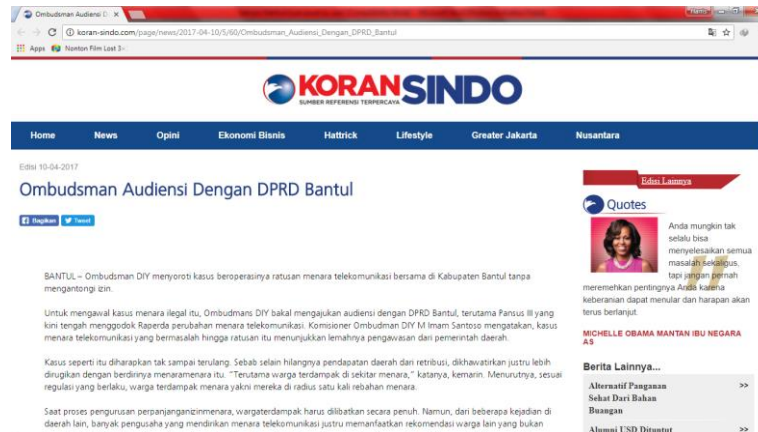 Ombudsman Audiensi D
koran-sindo.com/page/news/2017-04-10/5/60/Ombudsman_Audiensi_Dengan_DPRD_Bantul
Apps Nonton Film Lost 3
KORANSINDO
SUMBER REFERENSI TERPERCAYA
Home News Opini Ekonomi Bisnis Hattrick Lifestyle Greater Jakarta Nusantara
Edisi 10-04-2017
Ombudsman Audiensi Dengan DPRD Bantul
Bagikan Tweet
BANTUL – Ombudsman DIY menyoroti kasus beroperasinya ratusan menara telekomunikasi bersama di Kabupaten Bantul tanpa
mengantongi izin.
Untuk mengawal kasus menara ilegal itu, Ombudmans DIY bakal mengajukan audiensi dengan DPRD Bantul, terutama Pansus III yang
kini tengah menggodok Raperda perubahan menara telekomunikasi. Komisioner Ombudman DIY M Imam Santoso mengatakan, kasus
menara telekomunikasi yang bermasalah hingga ratusan itu menunjukkan lemahnya pengawasan dari pemerintah daerah.
Kasus seperti itu diharapkan tak sampai terulang. Sebab selain hilangnya pendapatan daerah dari retribusi, dikhawatirkan justru lebih
dirugikan dengan berdirinya menaramenara itu. "Terutama warga terdampak di sekitar menara," katanya, kemarin. Menurutnya, sesuai
regulasi yang berlaku, warga terdampak menara yakni mereka di radius satu kali rebahan menara.
Saat proses pengurusan perpanjanganizinmenara, wargaterdampak harus dilibatkan secara penuh. Namun, dari beberapa kejadian di
daerah lain, banyak pengusaha yang mendirikan menara telekomunikasi justru memanfaatkan rekomendasi warga lain yang bukan
Edisi Lainnya
Quotes
Anda mungkin tak
selalu bisa
menyelesaikan semua
masalah sekaligus,
tapi jangan pernah
meremehkan pentingnya Anda karena
keberanian dapat menular dan harapan akan
terus berlanjut.
MICHELLE OBAMA MANTAN IBU NEGARA
AS
Berita Lainnya...
Alternatif Panganan >>
Sehat Dari Bahan
Buangan
Alumni USD Dituntut >>